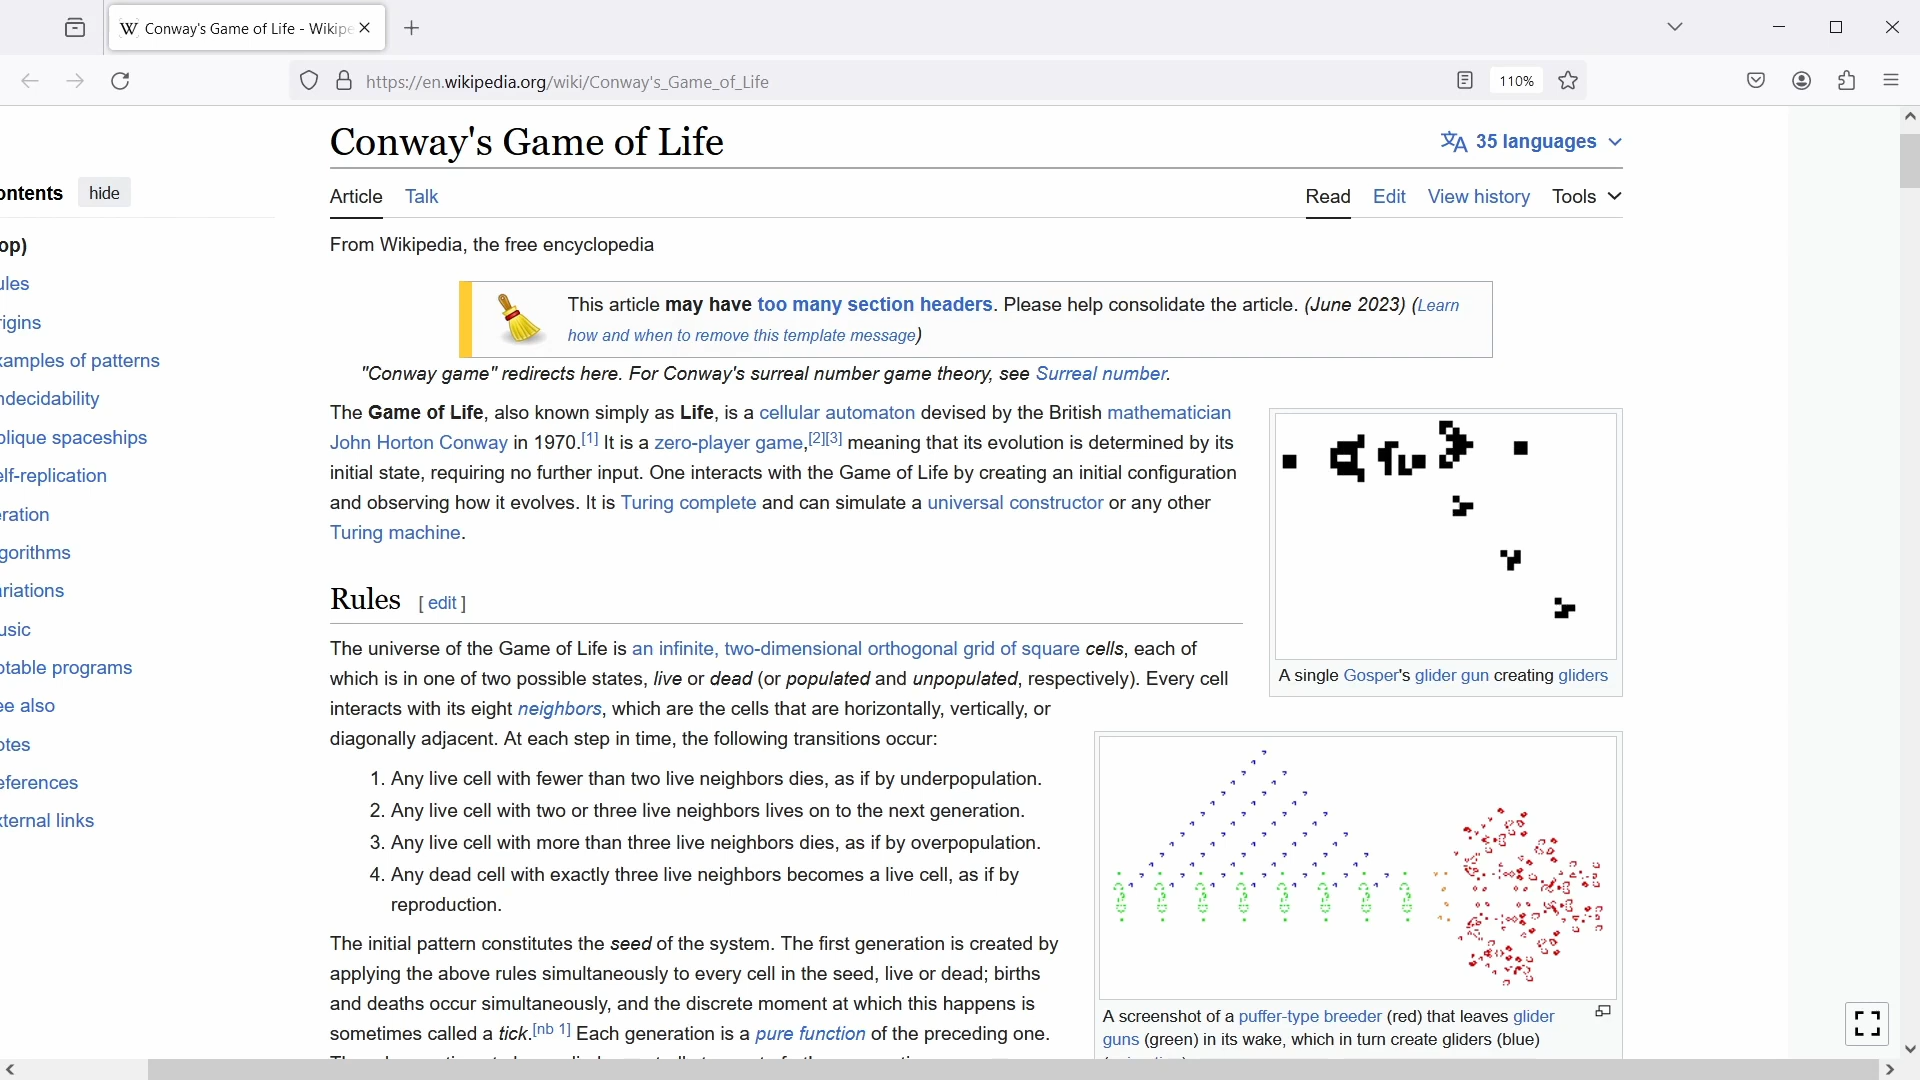 Conway's Game of Life - Wikipe
https://en.wikipedia.org/wiki/Conway's_Game_of_Life
110%
Conway's Game of Life
35 languages
ontents hide
Article Talk
Read Edit View history Tools
op)
From Wikipedia, the free encyclopedia
ules
rigins
xamples of patterns
ndecidability
blique spaceships
elf-replication
eration
gorithms
ariations
usic
otable programs
ee also
otes
eferences
xternal links
This article may have too many section headers. Please help consolidate the article. (June 2023) (Learn
how and when to remove this template message)
"Conway game" redirects here. For Conway's surreal number game theory, see Surreal number.
The Game of Life, also known simply as Life, is a cellular automaton devised by the British mathematician
John Horton Conway in 1970.[1] It is a zero-player game,[2][3] meaning that its evolution is determined by its
initial state, requiring no further input. One interacts with the Game of Life by creating an initial configuration
and observing how it evolves. It is Turing complete and can simulate a universal constructor or any other
Turing machine.
A single Gosper's glider gun creating gliders
Rules [ edit ]
The universe of the Game of Life is an infinite, two-dimensional orthogonal grid of square cells, each of
which is in one of two possible states, live or dead (or populated and unpopulated, respectively). Every cell
interacts with its eight neighbors, which are the cells that are horizontally, vertically, or
diagonally adjacent. At each step in time, the following transitions occur:
1. Any live cell with fewer than two live neighbors dies, as if by underpopulation.
2. Any live cell with two or three live neighbors lives on to the next generation.
3. Any live cell with more than three live neighbors dies, as if by overpopulation.
4. Any dead cell with exactly three live neighbors becomes a live cell, as if by
reproduction.
The initial pattern constitutes the seed of the system. The first generation is created by
applying the above rules simultaneously to every cell in the seed, live or dead; births
and deaths occur simultaneously, and the discrete moment at which this happens is
sometimes called a tick.[nb 1] Each generation is a pure function of the preceding one.
A screenshot of a puffer-type breeder (red) that leaves glider
guns (green) in its wake, which in turn create gliders (blue)